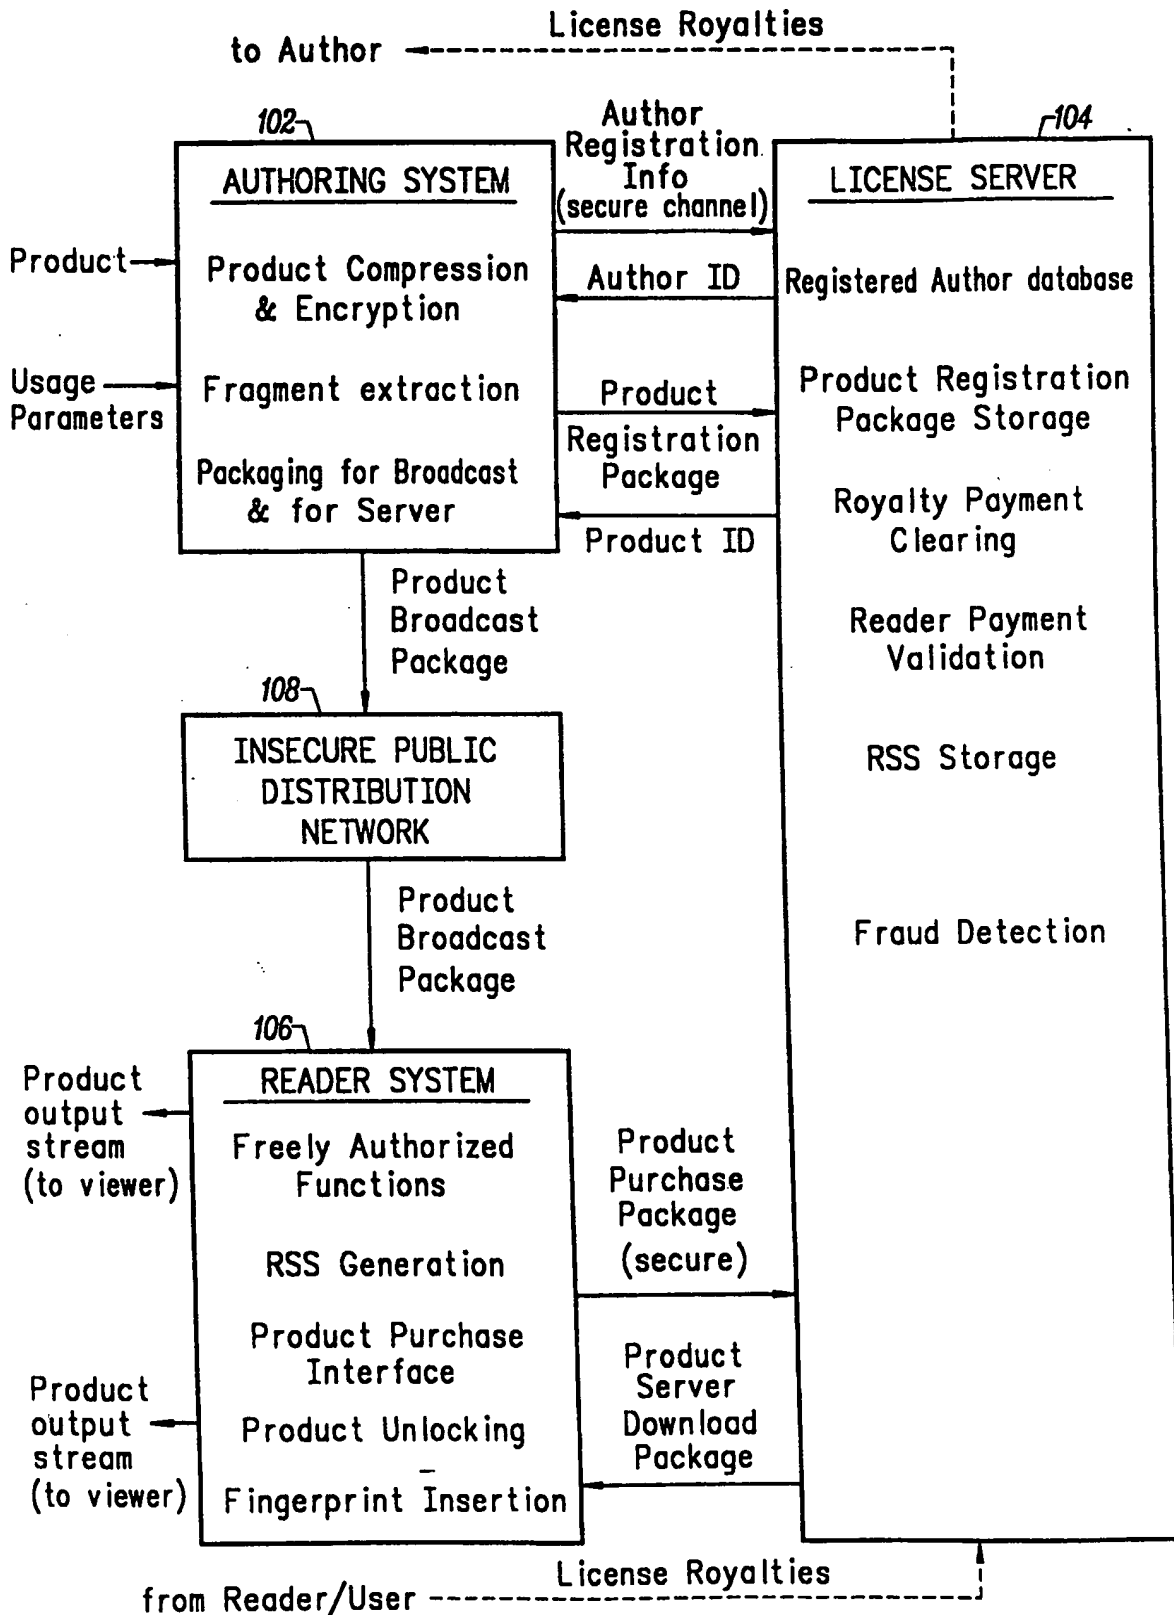 License Royalties
to Author
102
Author
Registration
Info
(secure channel)
104
AUTHORING SYSTEM
LICENSE SERVER
Product
Product Compression
& Encryption
Author ID
Registered Author database
Usage
Parameters
Fragment extraction
Product
Registration
Package
Product Registration
Package Storage
Packaging for Broadcast
& for Server
Product ID
Royalty Payment
Clearing
Product
Broadcast
Package
Reader Payment
Validation
108
INSECURE PUBLIC
DISTRIBUTION
NETWORK
RSS Storage
Product
Broadcast
Package
Fraud Detection
106
READER SYSTEM
Product
output
stream
(to viewer)
Freely Authorized
Functions
Product
Purchase
Package
(secure)
RSS Generation
Product Purchase
Interface
Product
Server
Download
Package
Product
output
stream
(to viewer)
Product Unlocking
Fingerprint Insertion
License Royalties
from Reader/User